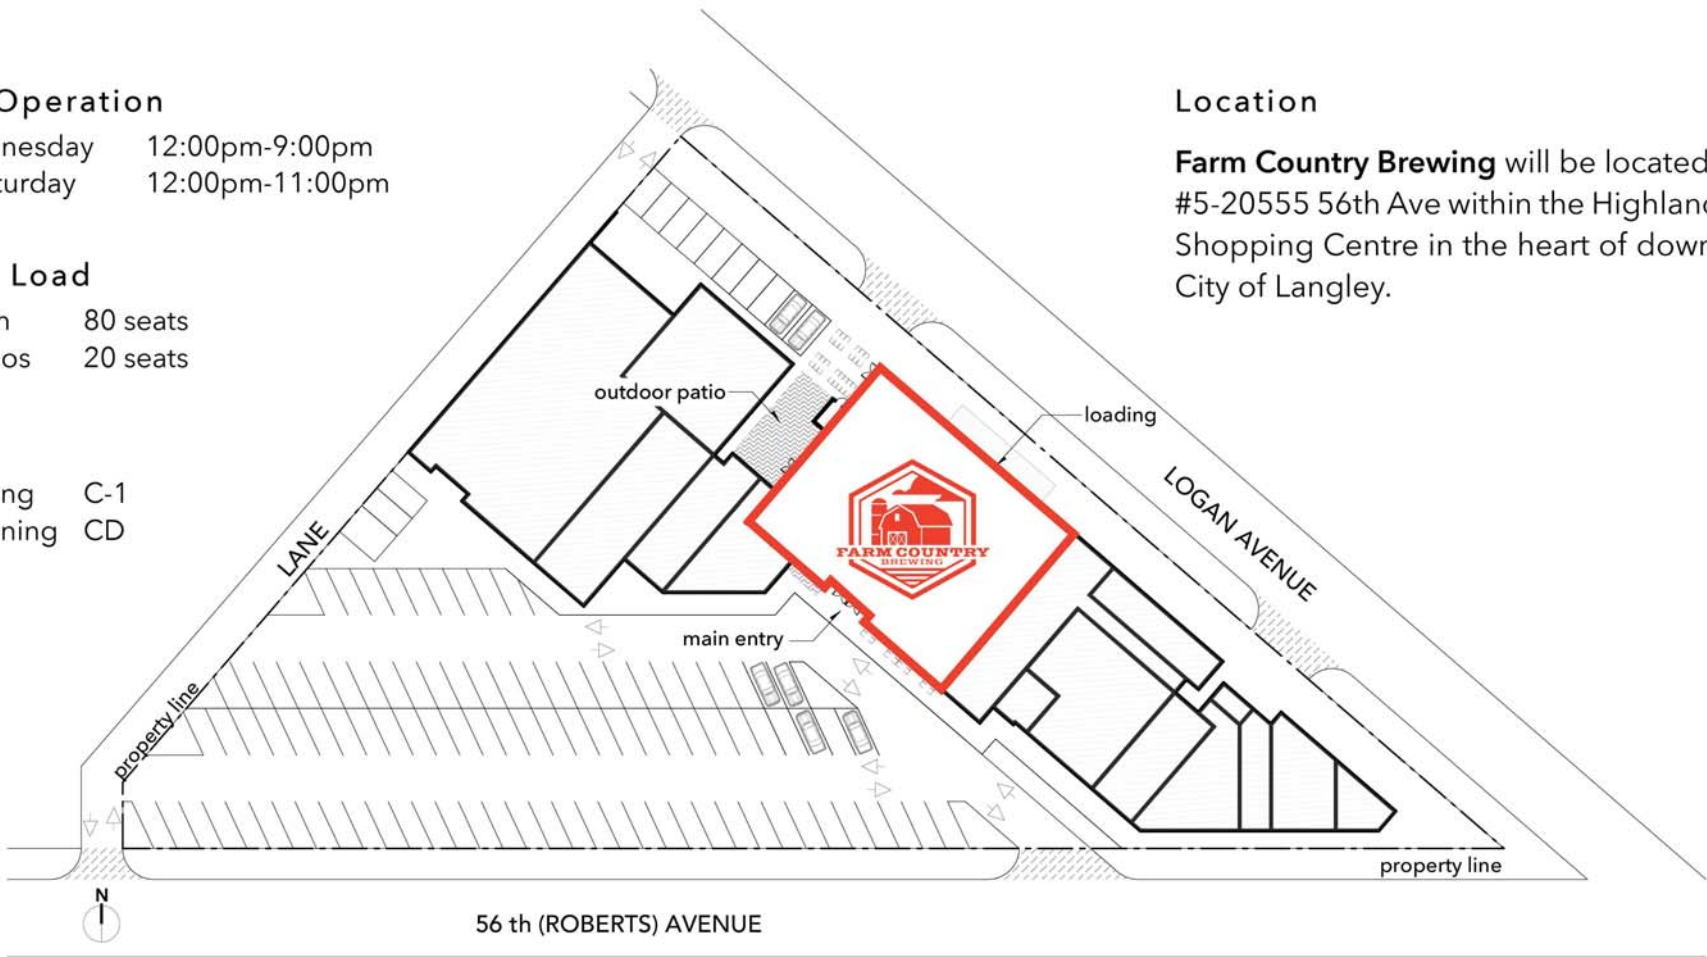 Operation
nesday 12:00pm-9:00pm
turday 12:00pm-11:00pm
Load
n 80 seats
os 20 seats
ng C-1
ning CD
Location
Farm Country Brewing will be located
#5-20555 56th Ave within the Highland
Shopping Centre in the heart of down
City of Langley.
outdoor patio
loading
FARM COUNTRY
BREWING
LOGAN AVENUE
LANE
main entry
property line
property line
N
56 th (ROBERTS) AVENUE